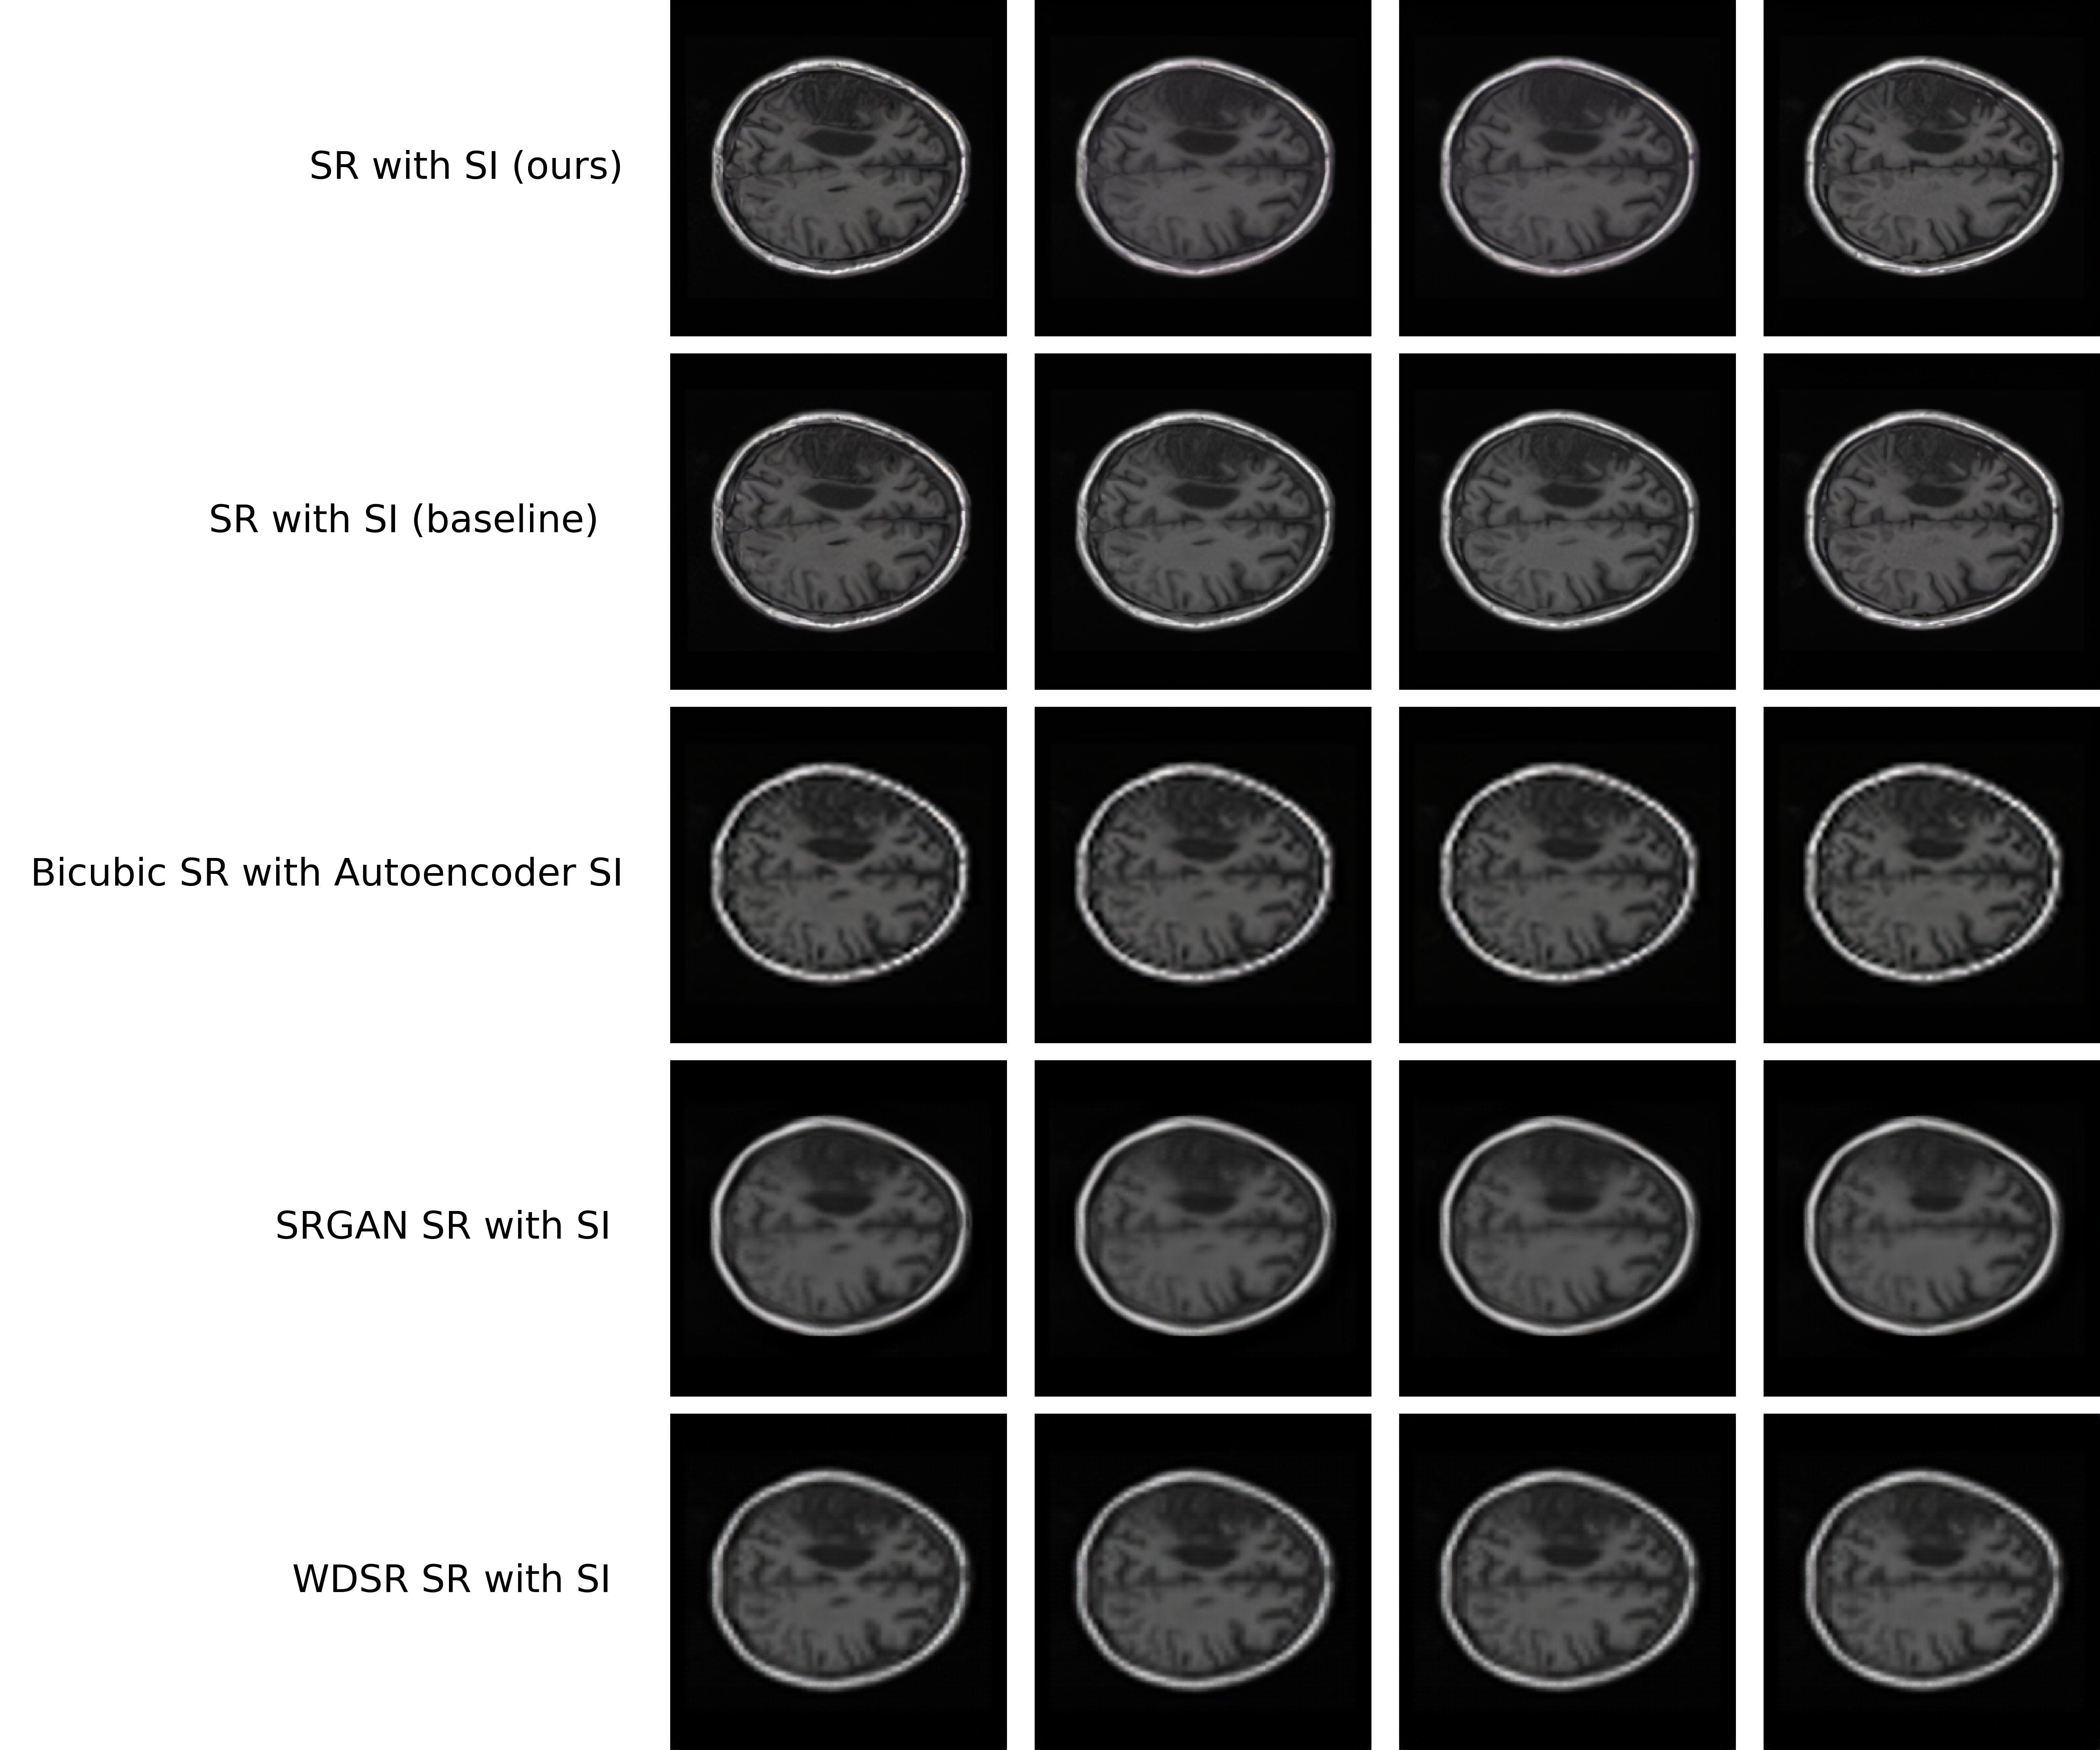 SR with SI (ours)
SR with SI (baseline)
Bicubic SR with Autoencoder SI
SRGAN SR with SI
WDSR SR with SI